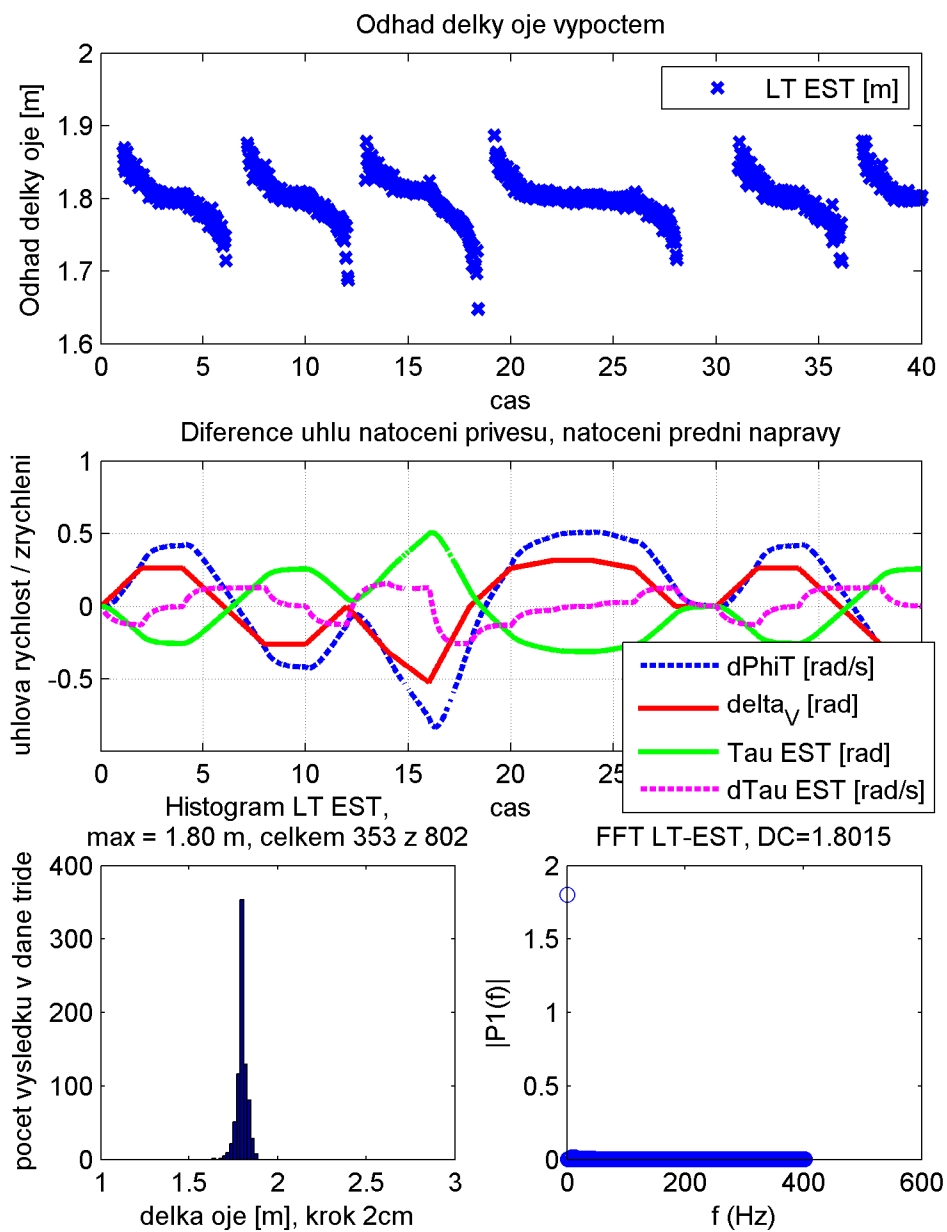 Odhad delky oje vypoctem
2
1.9
1.8
1.7
1.6
Odhad delky oje [m]
LT EST [m]
0 5 10 15 20 25 30 35 40
cas
Diference uhlu natoceni privesu, natoceni predni napravy
1
0.5
0
-0.5
uhlova rychlost / zrychleni
dPhiT [rad/s]
delta_V [rad]
Tau EST [rad]
dTau EST [rad/s]
0 5 10 15 20 25
cas
Histogram LT EST,
max = 1.80 m, celkem 353 z 802
400
300
200
100
0
pocet vysledku v dane tride
1 1.5 2 2.5 3
delka oje [m], krok 2cm
FFT LT-EST, DC=1.8015
2
1.5
1
0.5
0
|P1(f)|
0 200 400 600
f (Hz)